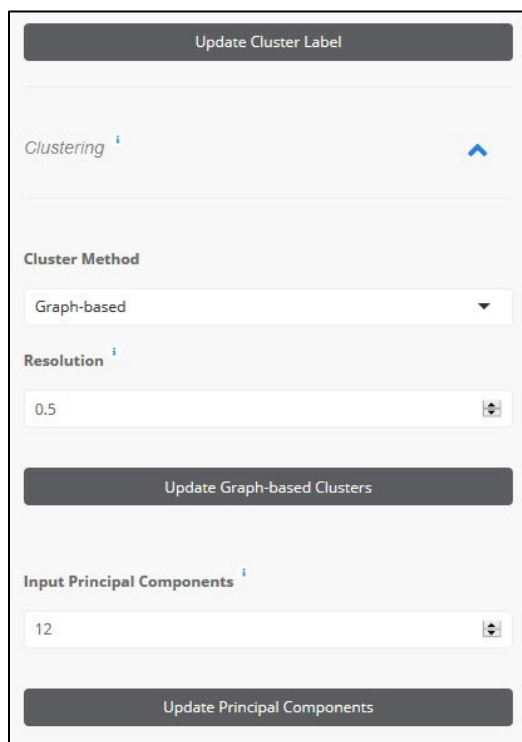 Update Cluster Label
Clustering i
Cluster Method
Graph-based
Resolution i
0.5
Update Graph-based Clusters
Input Principal Components i
12
Update Principal Components